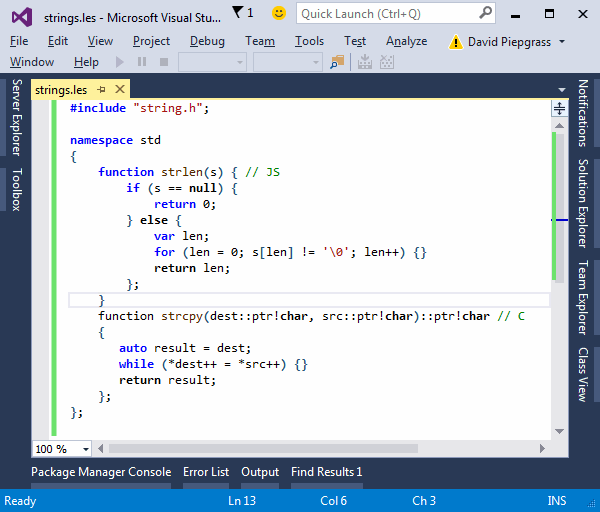 strings.les - Microsoft Visual Stu... 1 Quick Launch (Ctrl+Q)
File Edit View Project Debug Team Tools Test Analyze David Piepgrass
Window Help
strings.les
#include "string.h";
namespace std
{
function strlen(s) { // JS
if (s == null) {
return 0;
} else {
var len;
for (len = 0; s[len] != '\0'; len++) {}
return len;
};
}
function strcpy(dest::ptr!char, src::ptr!char)::ptr!char // C
{
auto result = dest;
while (*dest++ = *src++) {}
return result;
};
};
100 %
Server Explorer
Toolbox
Notifications
Solution Explorer
Team Explorer
Class View
Package Manager Console Error List Output Find Results 1
Ready Ln 13 Col 6 Ch 3 INS